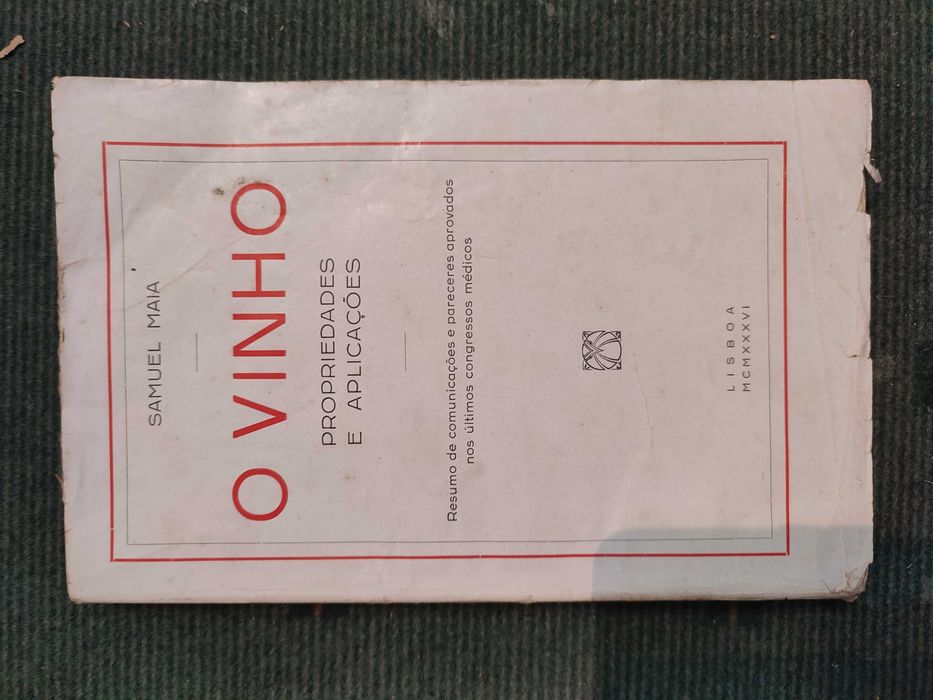 SAMUEL MAIA
O VINHO
PROPRIEDADES
E APLICAÇÕES
Resumo de comunicações e pareceres aprovados
nos últimos congressos médicos
LISBOA
MCMXXXVI